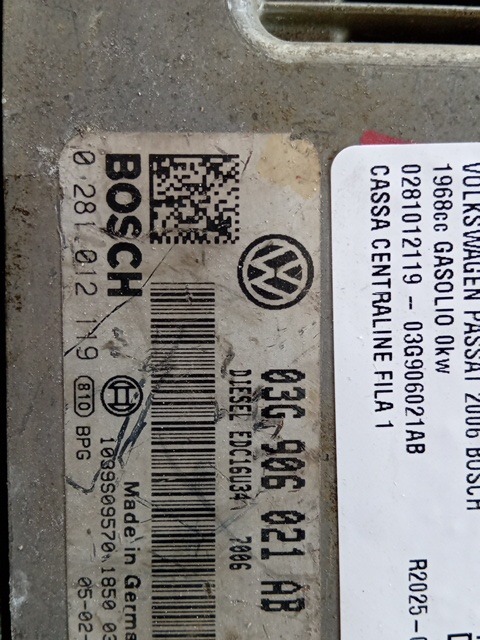 VOLKSWAGEN PASSAT 2006 BOSCH
1968cc GASOLIO 0kw
0281012119 -- 03G906021AB
CASSA CENTRALINE FILA 1
R2025-
03G 906 021 AB
DIESEL EDC16U34 7006
BOSCH
0 281 012 119
81D BPG
1039S09570 1850 03
Made in Germa
05-02-